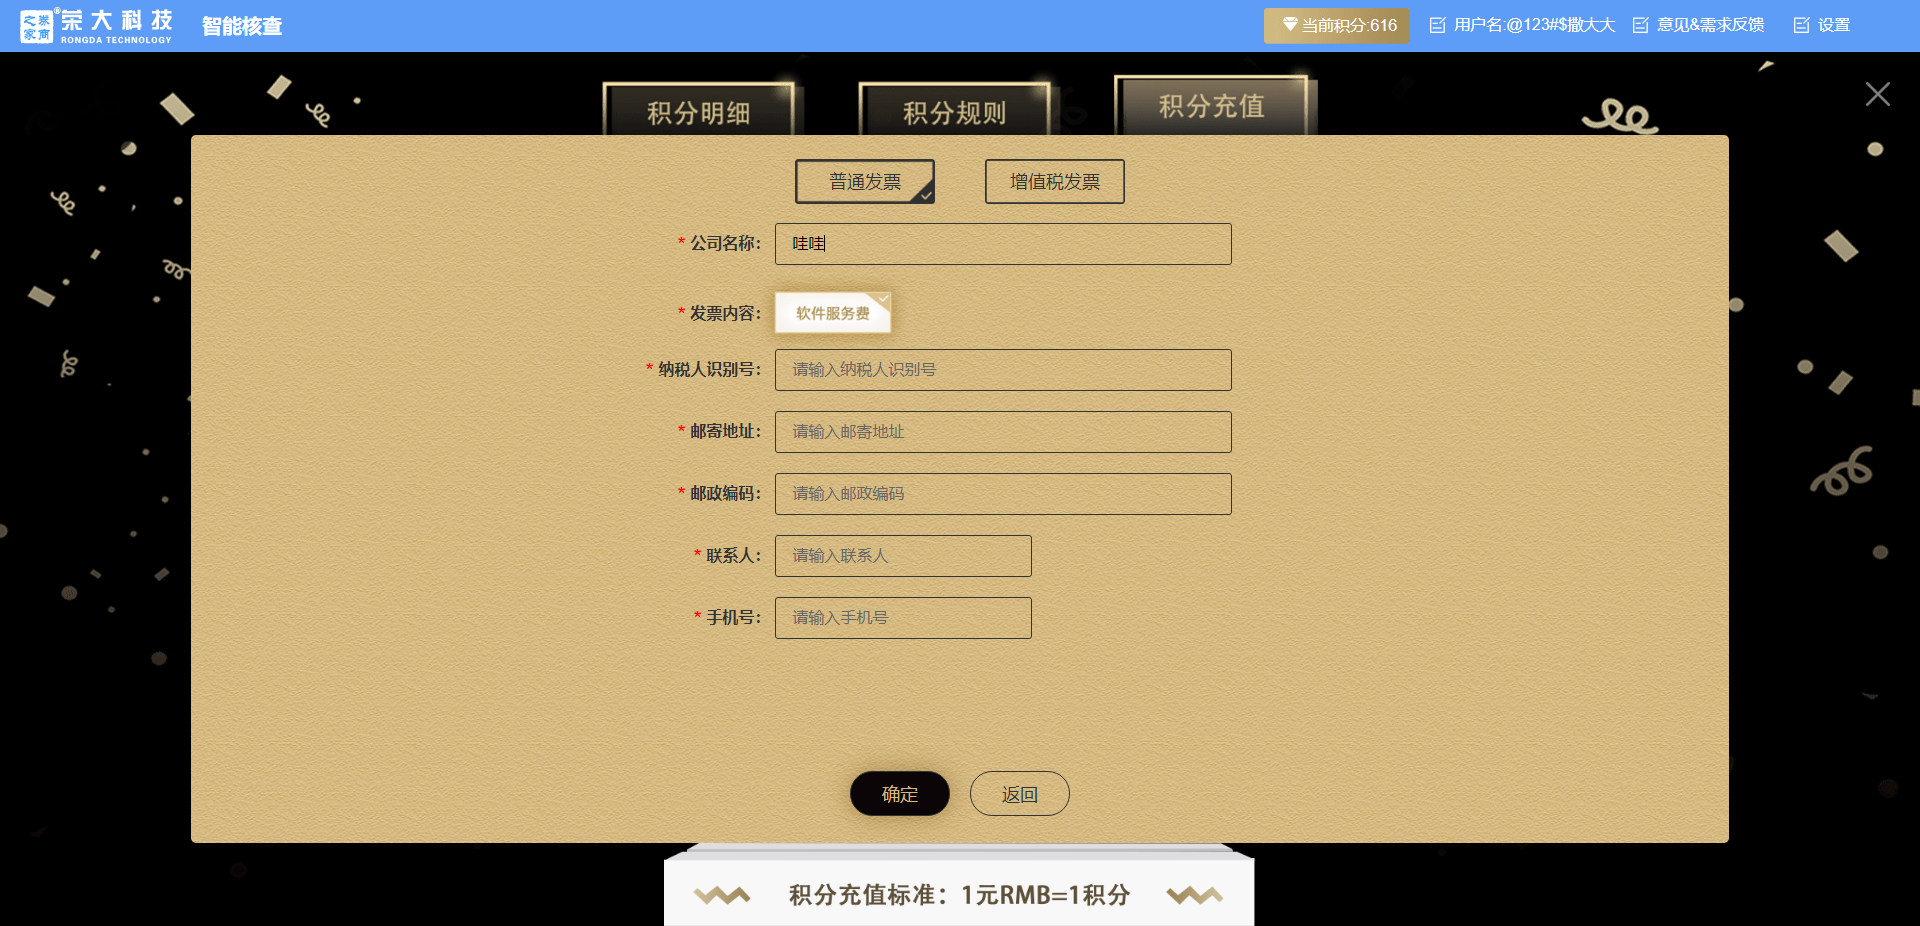 券商之家® 荣大科技
RONGDA TECHNOLOGY
智能核查
当前积分:616
用户名:@123#$撒大大
意见&需求反馈
设置
积分明细
积分规则
积分充值
普通发票
增值税发票
* 公司名称：
哇哇
* 发票内容：
软件服务费
* 纳税人识别号：
请输入纳税人识别号
* 邮寄地址：
请输入邮寄地址
* 邮政编码：
请输入邮政编码
* 联系人：
请输入联系人
* 手机号：
请输入手机号
确定
返回
积分充值标准：1元RMB=1积分